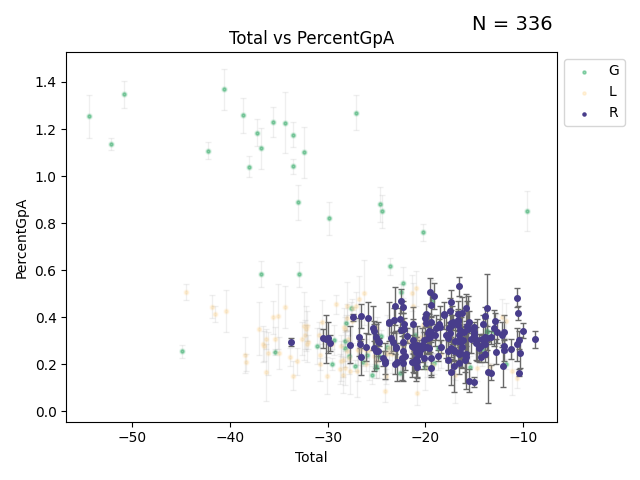 N = 336
Total vs PercentGpA
G
L
R
PercentGpA
1.4
1.2
1.0
0.8
0.6
0.4
0.2
0.0
−50
−40
−30
−20
−10
Total